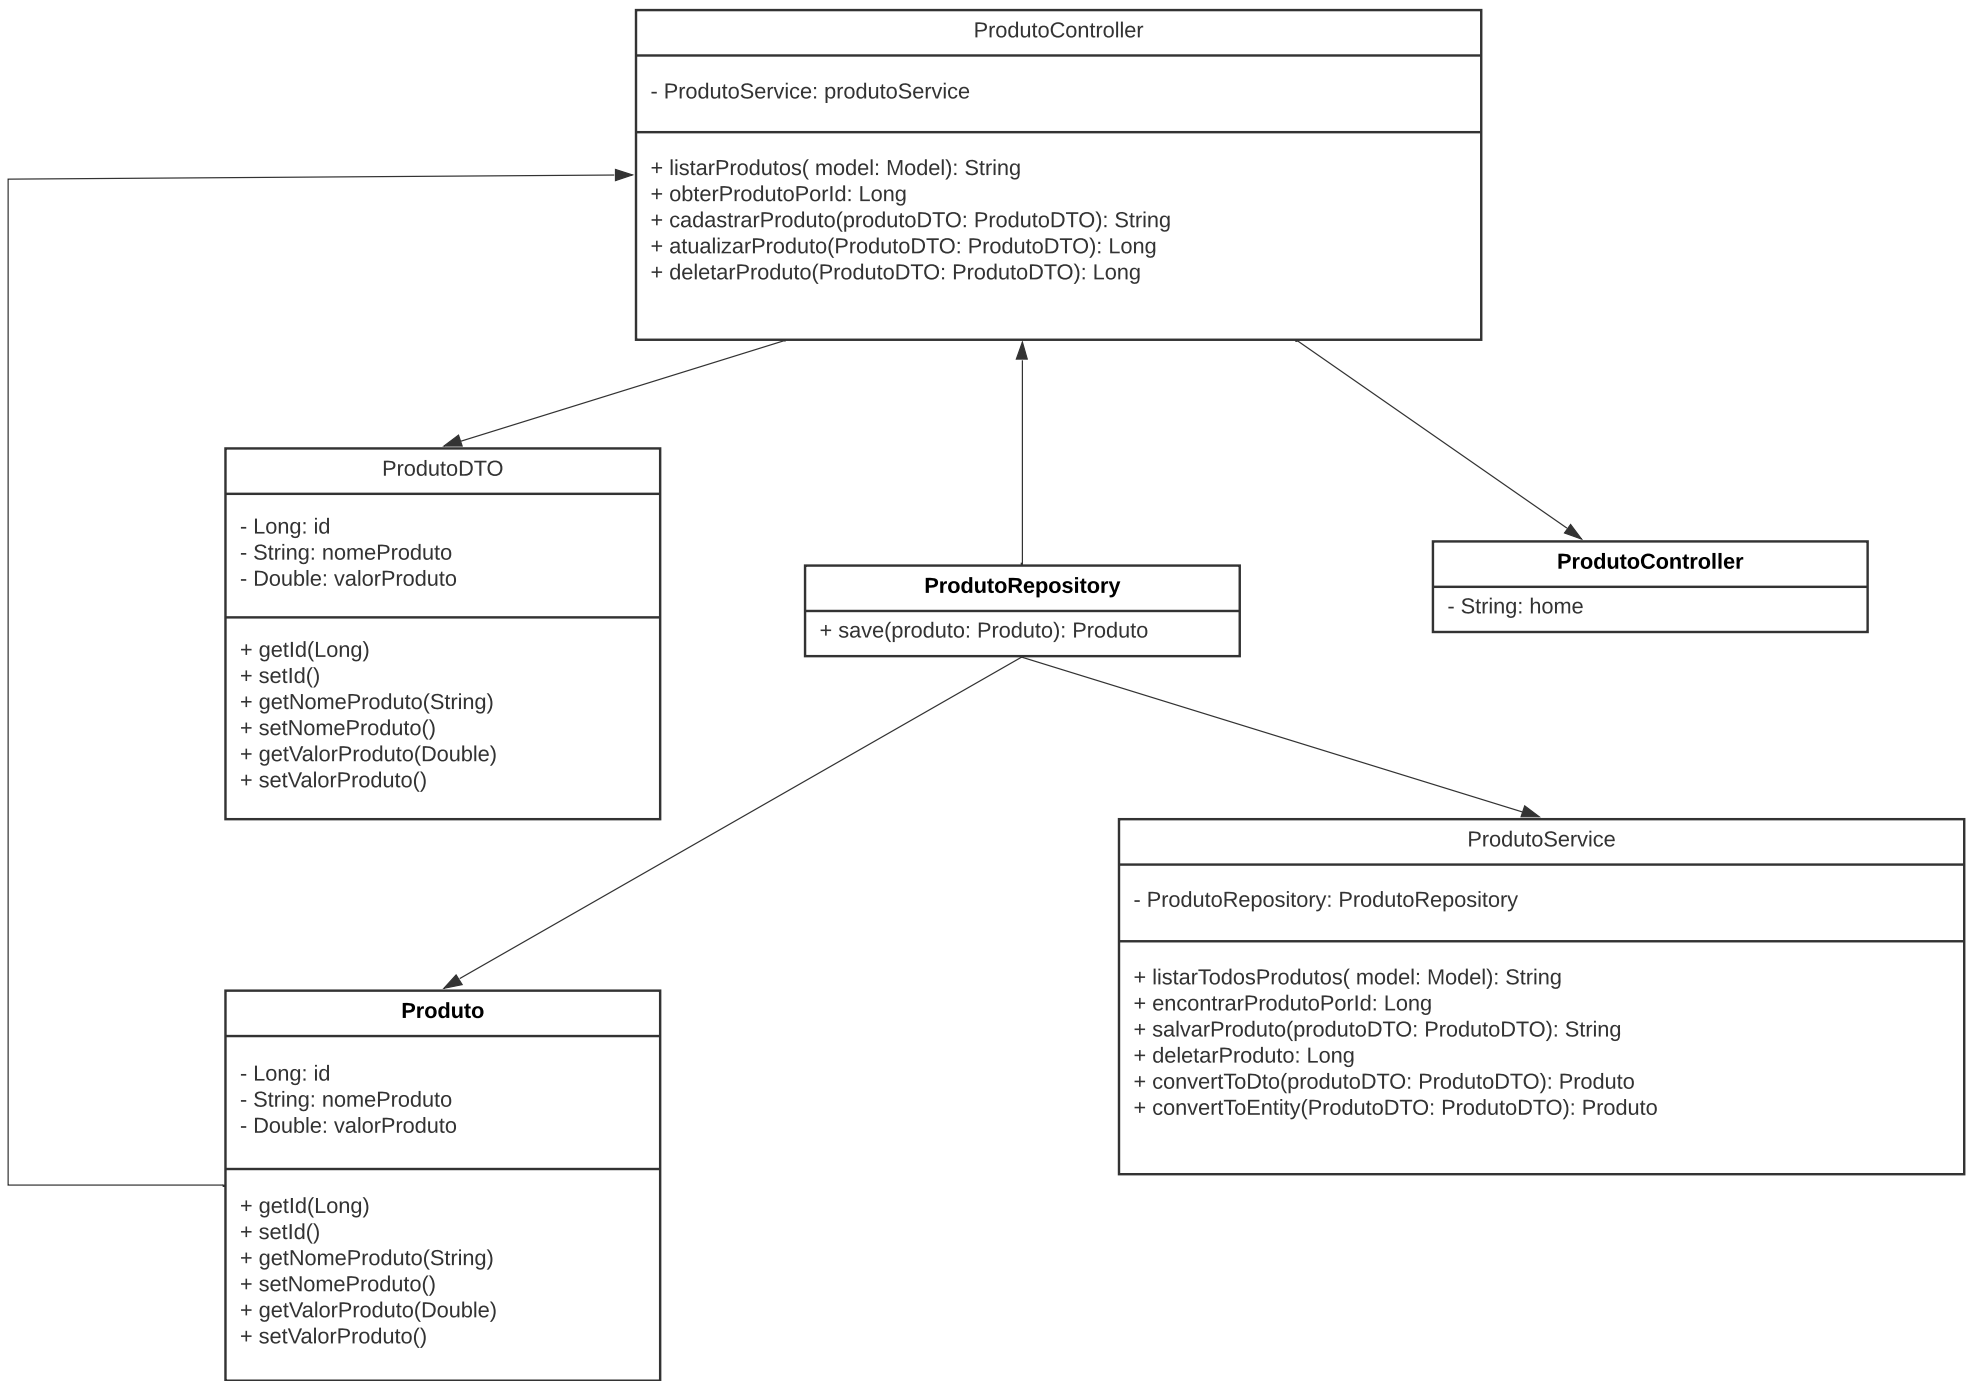 ProdutoController
- ProdutoService: produtoService
+ listarProdutos( model: Model): String
+ obterProdutoPorId: Long
+ cadastrarProduto(produtoDTO: ProdutoDTO): String
+ atualizarProduto(ProdutoDTO: ProdutoDTO): Long
+ deletarProduto(ProdutoDTO: ProdutoDTO): Long
ProdutoDTO
- Long: id
- String: nomeProduto
- Double: valorProduto
+ getId(Long)
+ setId()
+ getNomeProduto(String)
+ setNomeProduto()
+ getValorProduto(Double)
+ setValorProduto()
ProdutoRepository
+ save(produto: Produto): Produto
ProdutoController
- String: home
ProdutoService
- ProdutoRepository: ProdutoRepository
+ listarTodosProdutos( model: Model): String
+ encontrarProdutoPorId: Long
+ salvarProduto(produtoDTO: ProdutoDTO): String
+ deletarProduto: Long
+ convertToDto(produtoDTO: ProdutoDTO): Produto
+ convertToEntity(ProdutoDTO: ProdutoDTO): Produto
Produto
- Long: id
- String: nomeProduto
- Double: valorProduto
+ getId(Long)
+ setId()
+ getNomeProduto(String)
+ setNomeProduto()
+ getValorProduto(Double)
+ setValorProduto()